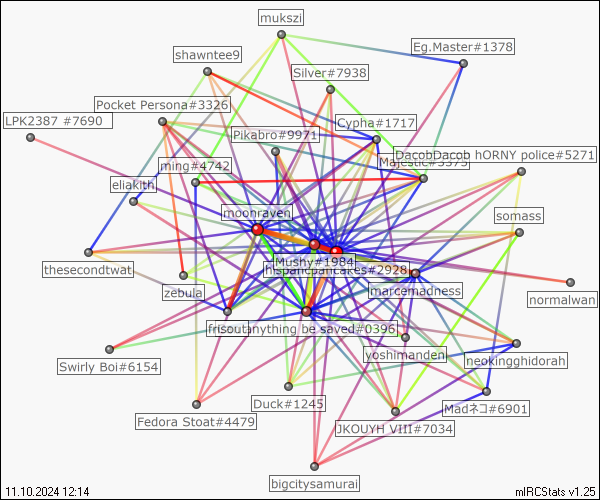 mukszi
Eg.Master#1378
shawntee9
Silver#7938
Pocket Persona#3326
LPK2387 #7690
Cypha#1717
Pikabro#9971
DacobDacob hORNY police#5271
Majestic#5575
ming#4742
eliakith
moonraven
somass
Mushy#1984
thesecondtwat
hispanicpancakes#2928
marcemadness
zebula
normalwan
frisoutanything be saved#0396
yoshimanden
neokingghidorah
Swirly Boi#6154
Duck#1245
Madネコ#6901
Fedora Stoat#4479
JKOUYH VIII#7034
bigcitysamurai
11.10.2024 12:14
mIRCStats v1.25